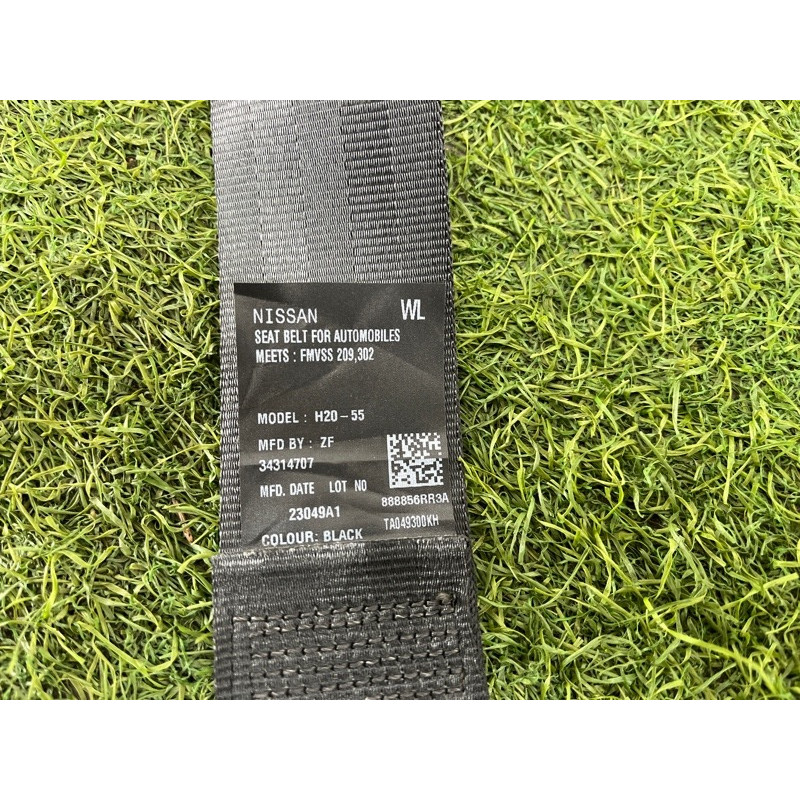 NISSAN WL
SEAT BELT FOR AUTOMOBILES
MEETS : FMVSS 209,302
MODEL : H20-55
MFD BY : ZF
34314707
MFD. DATE LOT NO
888856RR3A
23049A1
TA049300KH
COLOUR: BLACK